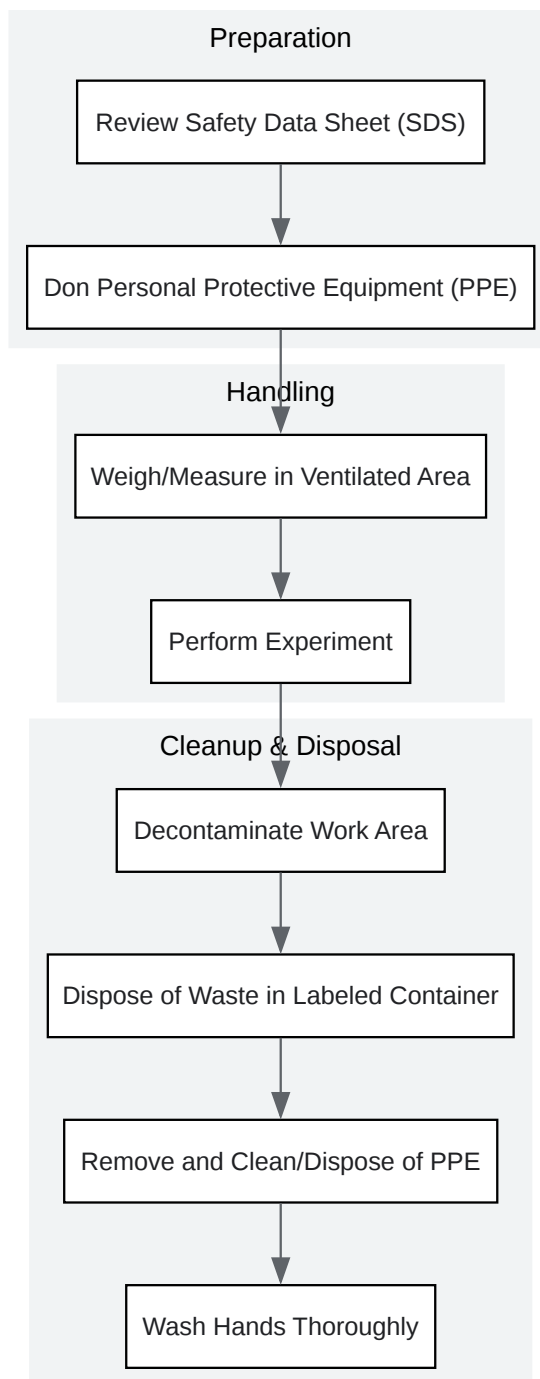 Preparation
Review Safety Data Sheet (SDS)
Don Personal Protective Equipment (PPE)
Handling
Weigh/Measure in Ventilated Area
Perform Experiment
Cleanup & Disposal
Decontaminate Work Area
Dispose of Waste in Labeled Container
Remove and Clean/Dispose of PPE
Wash Hands Thoroughly